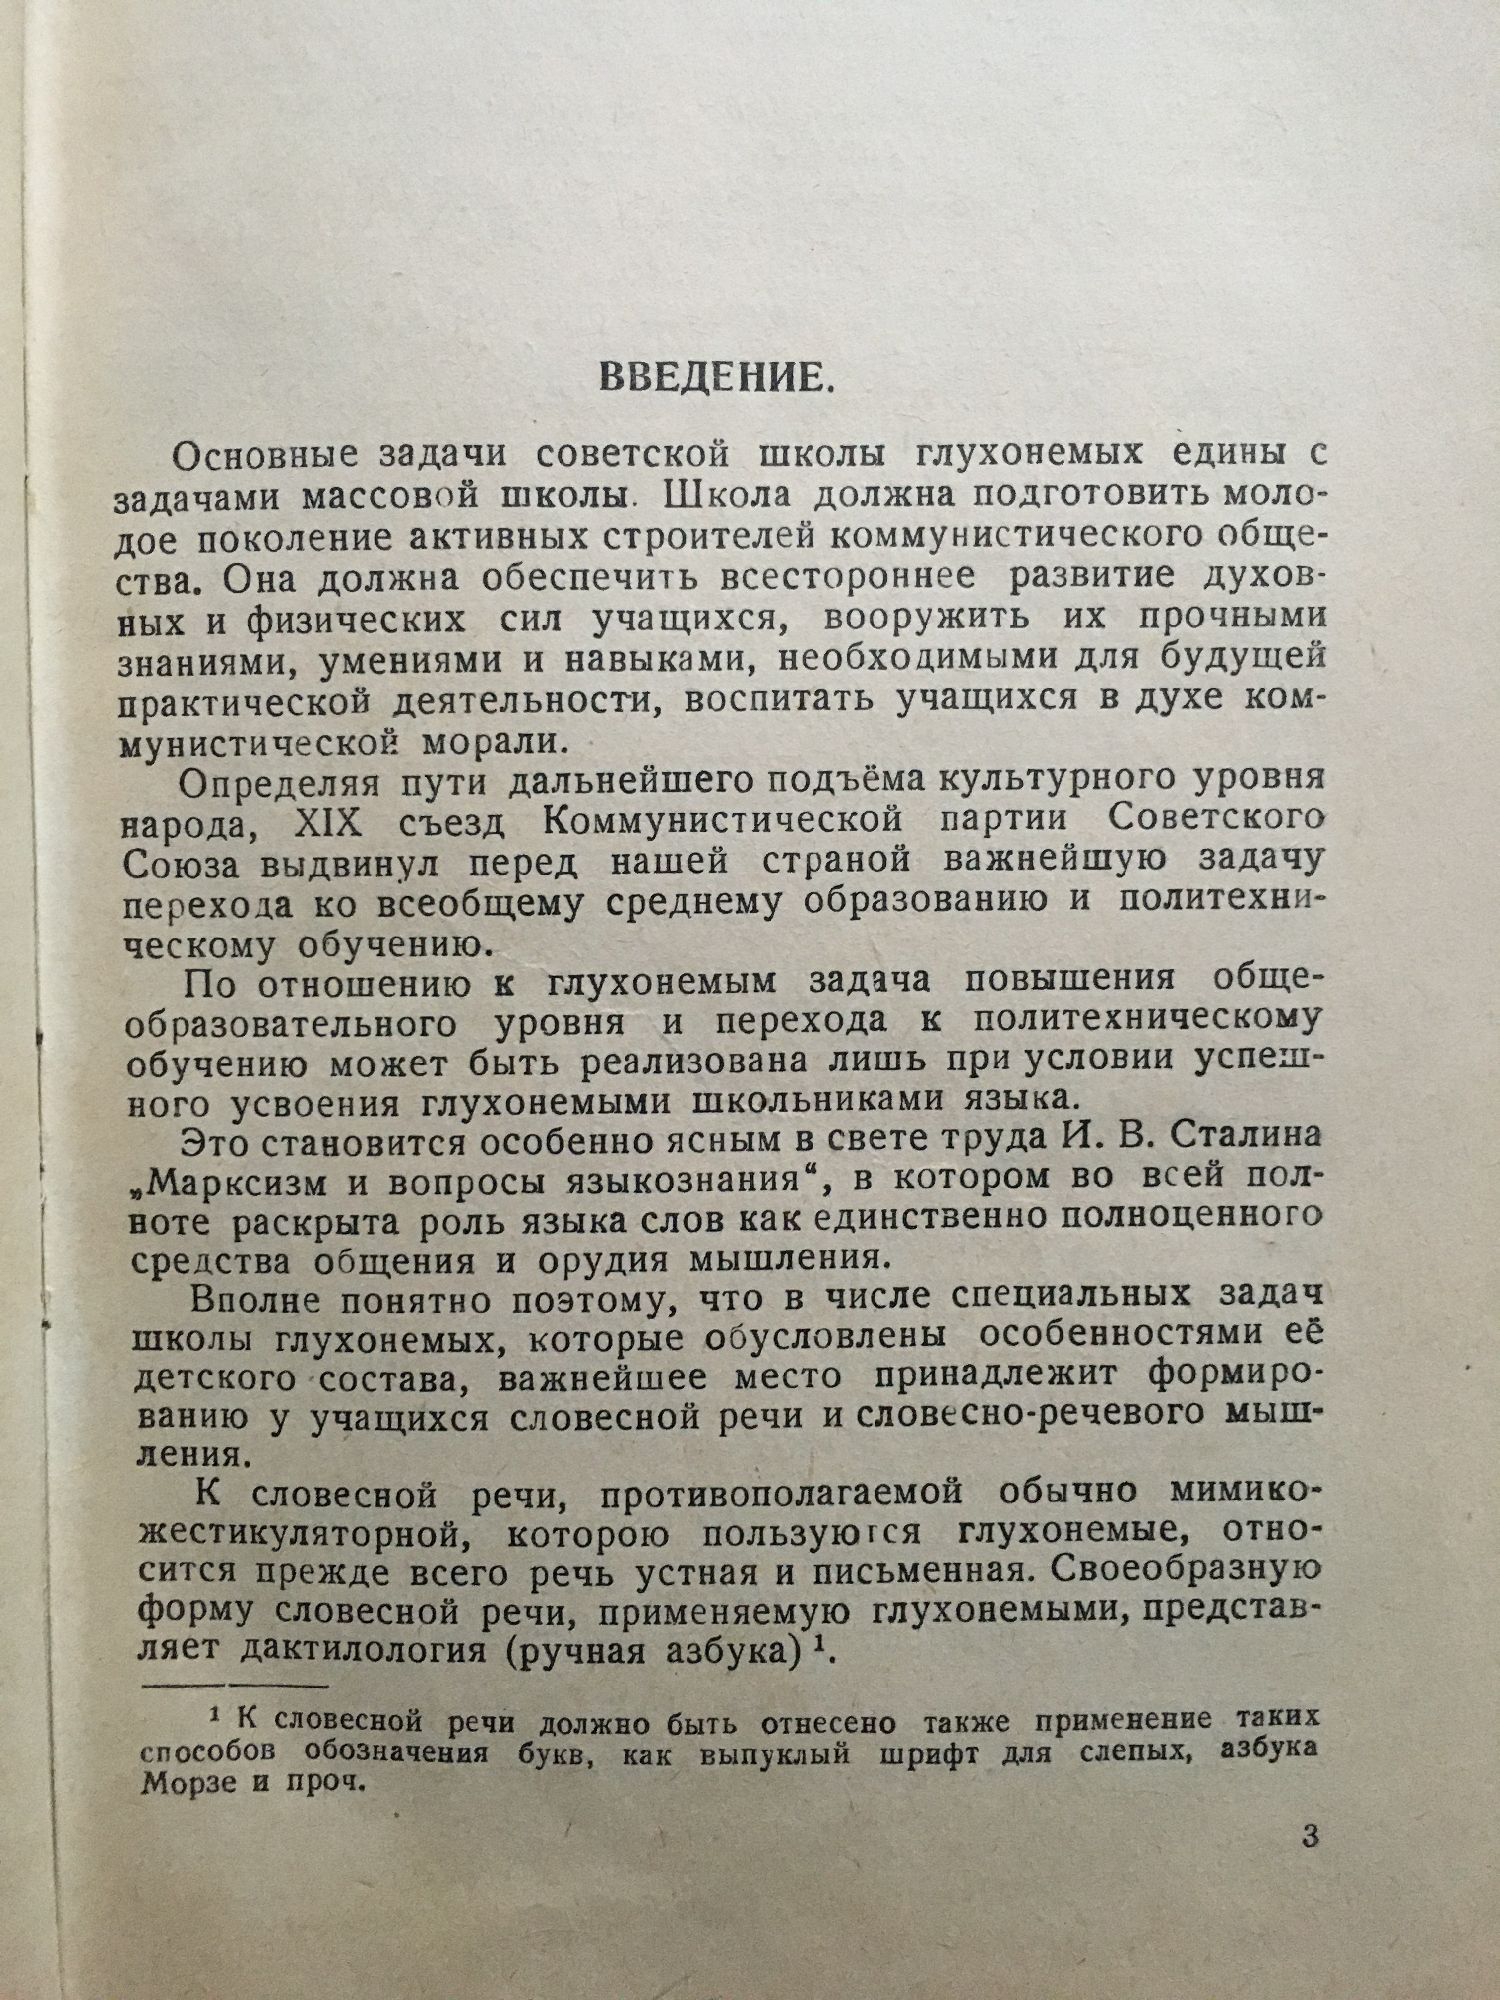 ВВЕДЕНИЕ.
Основные задачи советской школы глухонемых едины с
задачами массовой школы. Школа должна подготовить моло-
дое поколение активных строителей коммунистического обще-
ства. Она должна обеспечить всестороннее развитие духов-
ных и физических сил учащихся, вооружить их прочными
знаниями, умениями и навыками, необходимыми для будущей
практической деятельности, воспитать учащихся в духе ком-
мунистической морали.
Определяя пути дальнейшего подъёма культурного уровня
народа, XIX съезд Коммунистической партии Советского
Союза выдвинул перед нашей страной важнейшую задачу
перехода ко всеобщему среднему образованию и политехни-
ческому обучению.
По отношению к глухонемым задача повышения обще-
образовательного уровня и перехода к политехническому
обучению может быть реализована лишь при условии успеш-
ного усвоения глухонемыми школьниками языка.
Это становится особенно ясным в свете труда И. В. Сталина
„Марксизм и вопросы языкознания“, в котором во всей пол-
ноте раскрыта роль языка слов как единственно полноценного
средства общения и орудия мышления.
Вполне понятно поэтому, что в числе специальных задач
школы глухонемых, которые обусловлены особенностями её
детского состава, важнейшее место принадлежит формиро-
ванию у учащихся словесной речи и словесно-речевого мыш-
ления.
К словесной речи, противополагаемой обычно мимико-
жестикуляторной, которою пользуются глухонемые, отно-
сится прежде всего речь устная и письменная. Своеобразную
форму словесной речи, применяемую глухонемыми, представ-
ляет дактилология (ручная азбука) ¹.
¹ К словесной речи должно быть отнесено также применение таких
способов обозначения букв, как выпуклый шрифт для слепых, азбука
Морзе и проч.
3